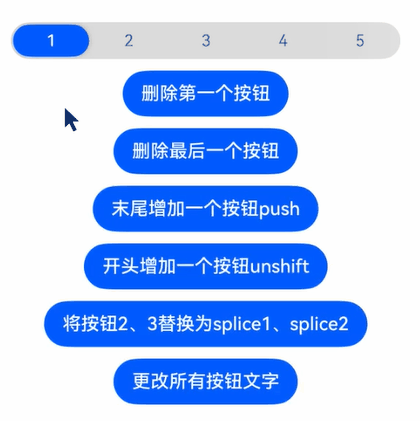 1 2 3 4 5
删除第一个按钮
删除最后一个按钮
末尾增加一个按钮push
开头增加一个按钮unshift
将按钮2、3替换为splice1、splice2
更改所有按钮文字